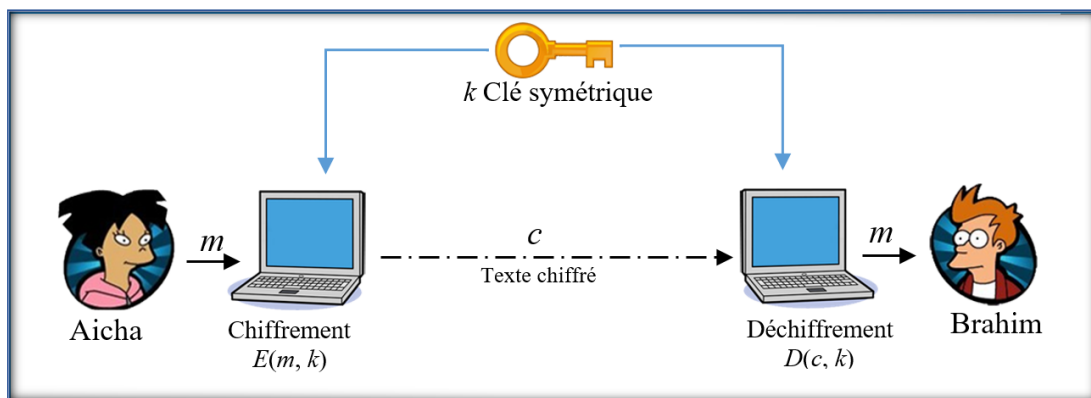 k Clé symétrique
m
c
m
Texte chiffré
Aicha
Chiffrement
E(m, k)
Déchiffrement
D(c, k)
Brahim